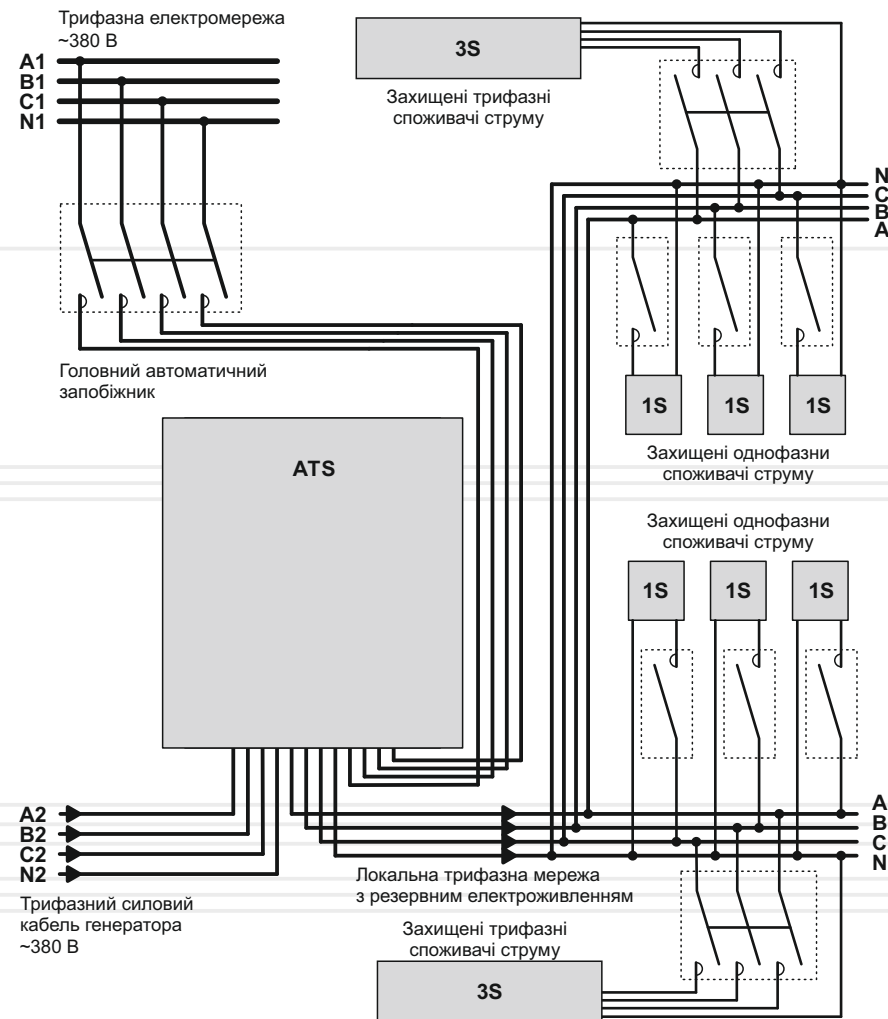 Трифазна електромережа
~380 В
A1
B1
C1
N1
3S
Захищені трифазні
споживачі струму
N
C
B
A
Головний автоматичний
запобіжник
1S
1S
1S
Захищені однофазни
споживачі струму
ATS
Захищені однофазни
споживачі струму
1S
1S
1S
A2
B2
C2
N2
A
B
C
N
Трифазний силовий
кабель генератора
~380 В
Локальна трифазна мережа
з резервним електроживленням
Захищені трифазні
споживачі струму
3S